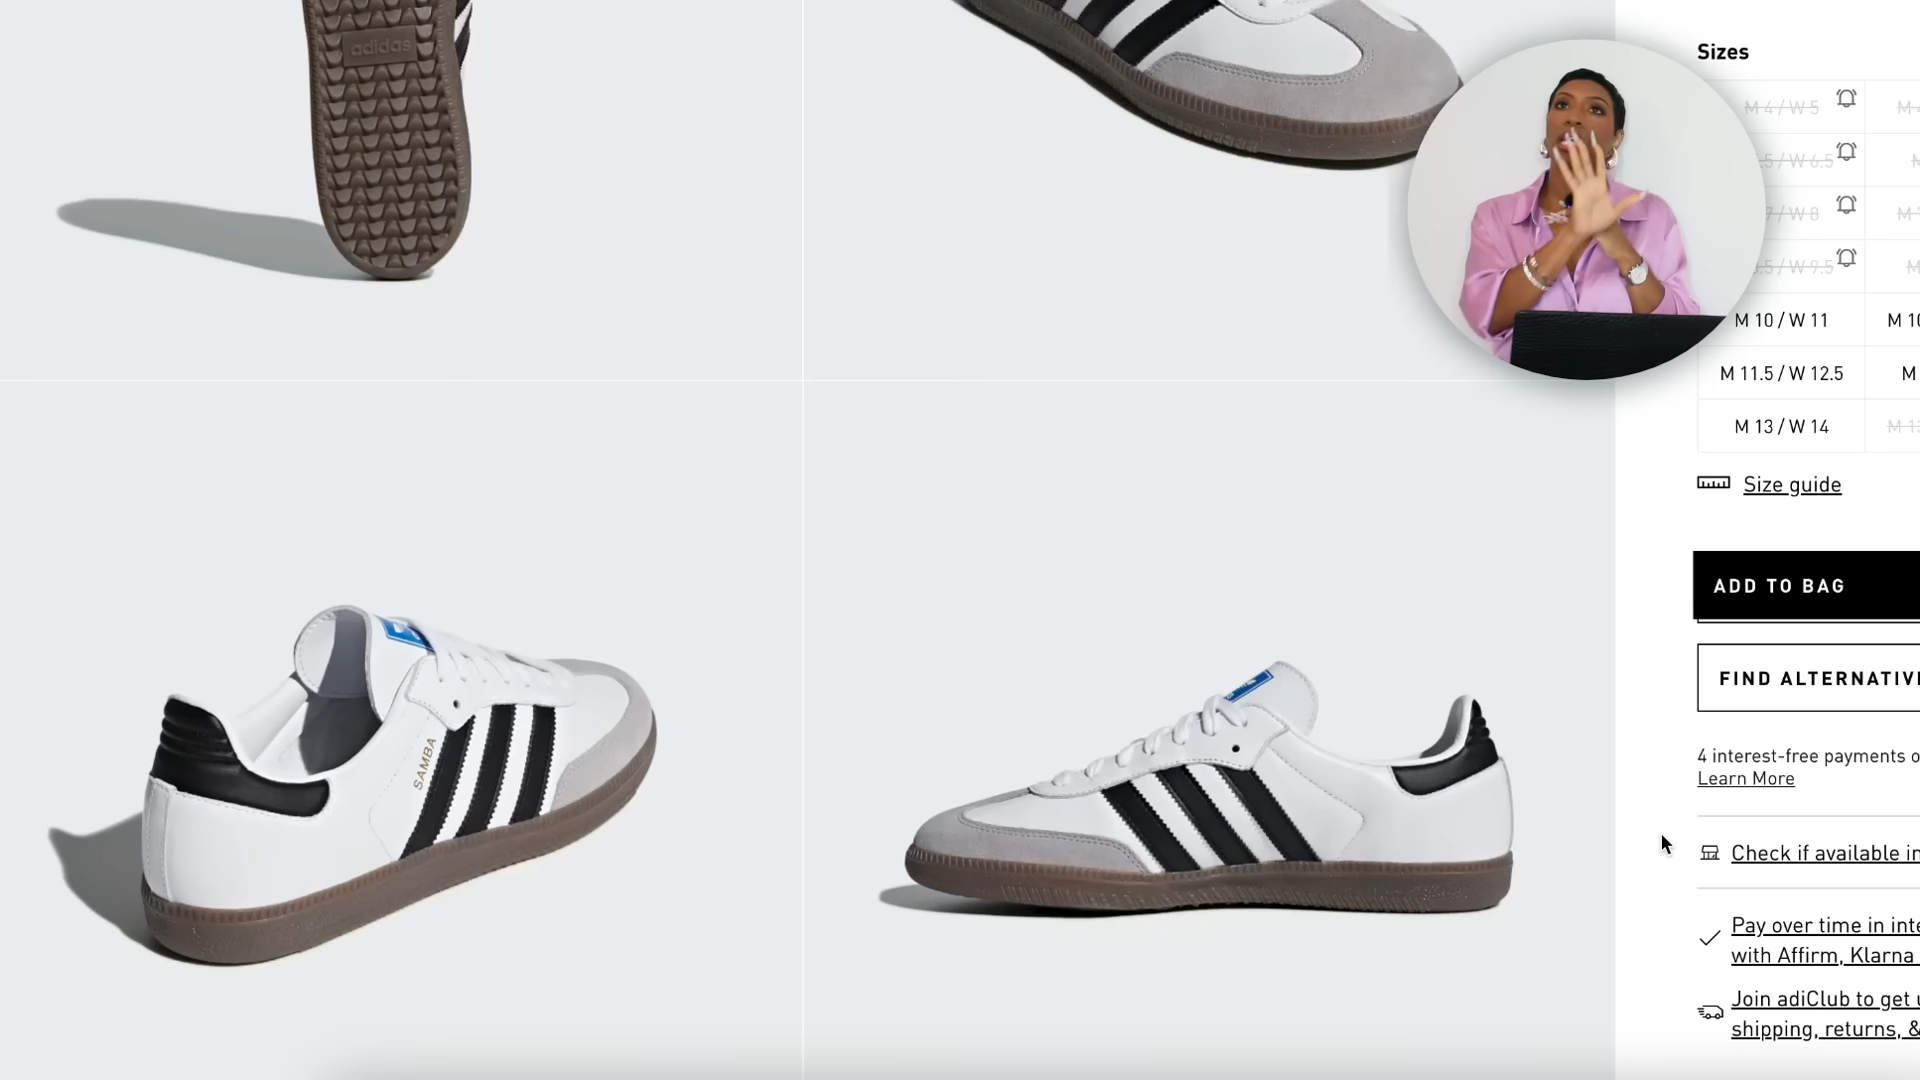 adidas
Sizes
M 4 / W 5
M 10 / W 11
M 11.5 / W 12.5
M 13 / W 14
Size guide
ADD TO BAG
FIND ALTERNATIV
4 interest-free payments
Learn More
Check if available in
Pay over time in
with Affirm, Klarna
Join adiClub to get
shipping, returns, &
SAMBA